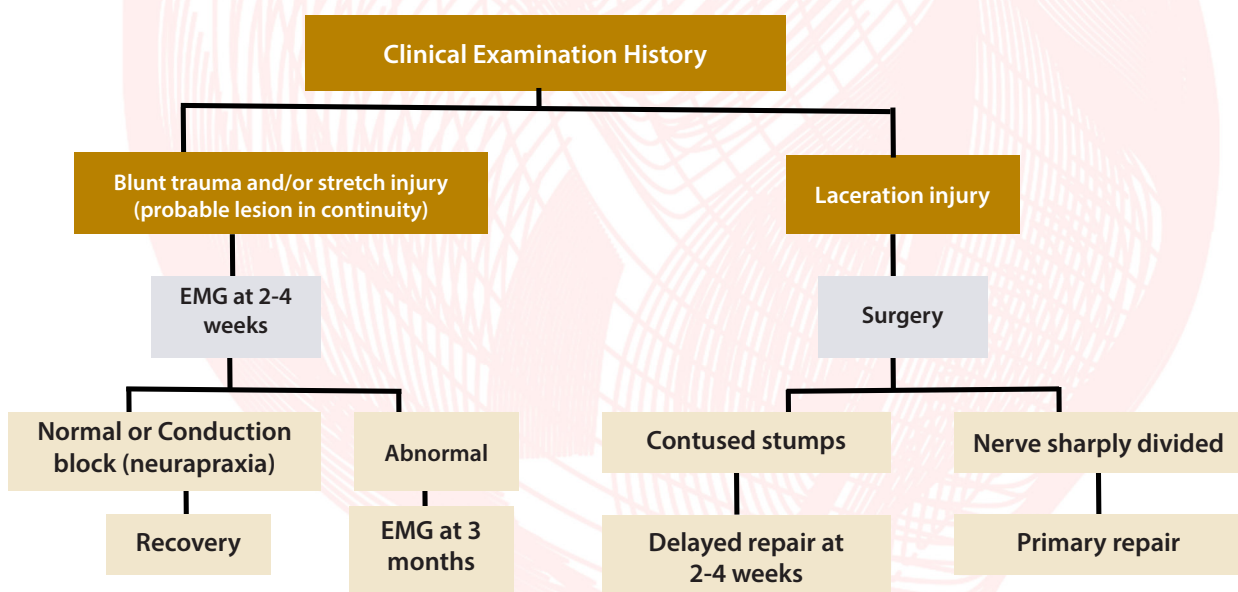 Clinical Examination History
Blunt trauma and/or stretch injury
(probable lesion in continuity)
Laceration injury
EMG at 2-4
weeks
Surgery
Normal or Conduction
block (neurapraxia)
Abnormal
Contused stumps
Nerve sharply divided
Recovery
EMG at 3
months
Delayed repair at
2-4 weeks
Primary repair